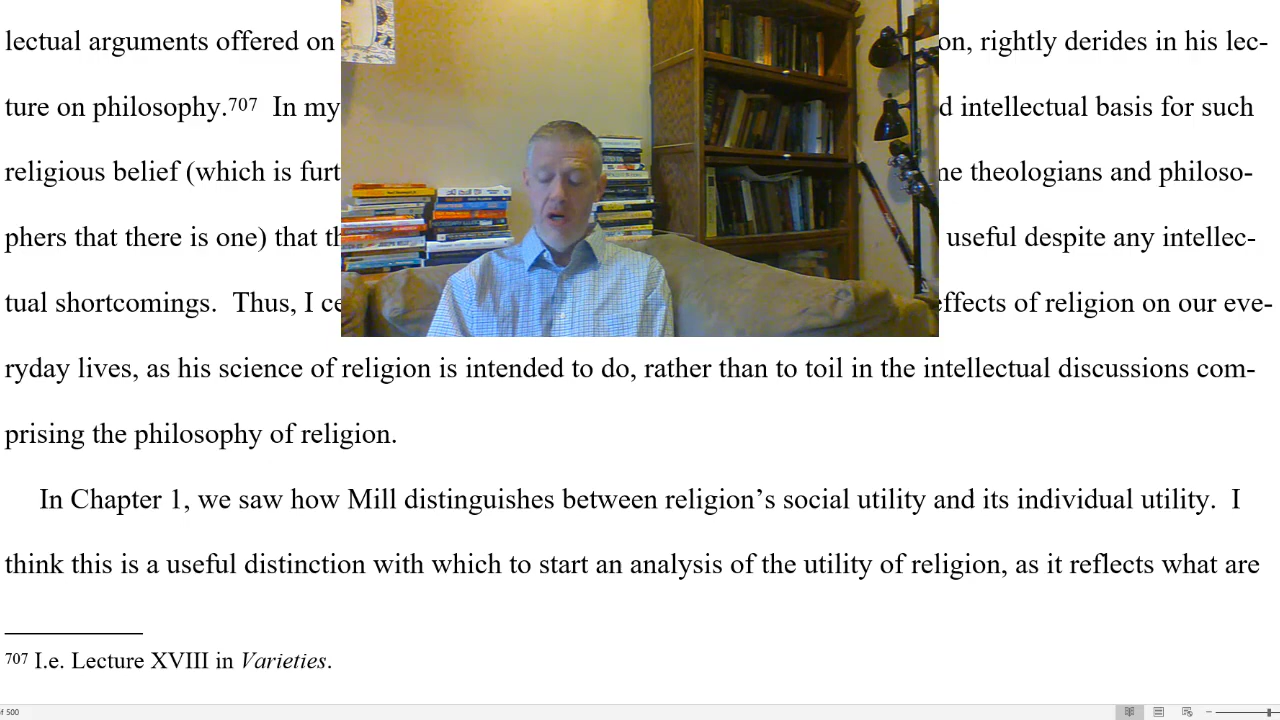 lectual arguments offered on on, rightly derides in his lec-
ture on philosophy.707 In my d intellectual basis for such
religious belief (which is furt ne theologians and philoso-
phers that there is one) that th useful despite any intellec-
tual shortcomings. Thus, I ce effects of religion on our eve-
ryday lives, as his science of religion is intended to do, rather than to toil in the intellectual discussions com-
prising the philosophy of religion.
In Chapter 1, we saw how Mill distinguishes between religion’s social utility and its individual utility. I
think this is a useful distinction with which to start an analysis of the utility of religion, as it reflects what are
707 I.e. Lecture XVIII in Varieties.
of 500